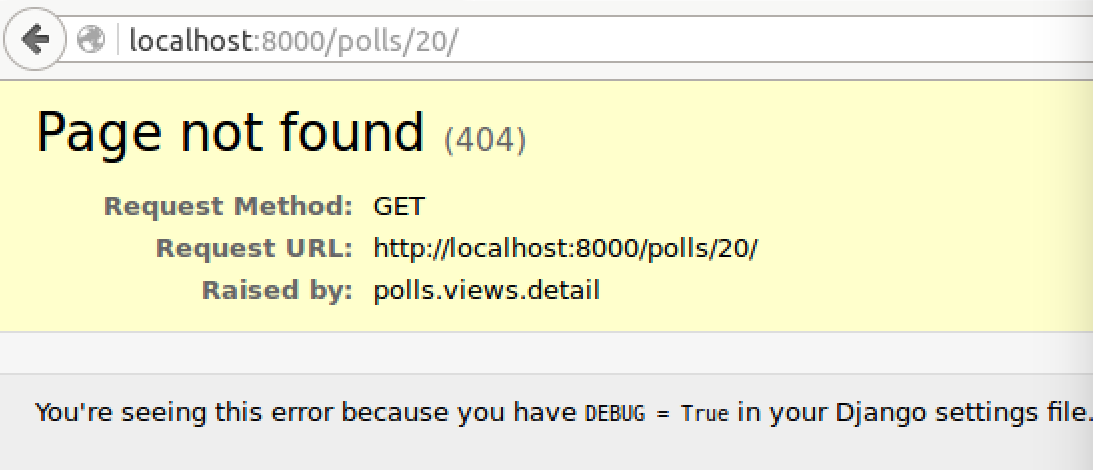 localhost:8000/polls/20/
Page not found (404)
Request Method: GET
Request URL: http://localhost:8000/polls/20/
Raised by: polls.views.detail
You're seeing this error because you have DEBUG = True in your Django settings file.